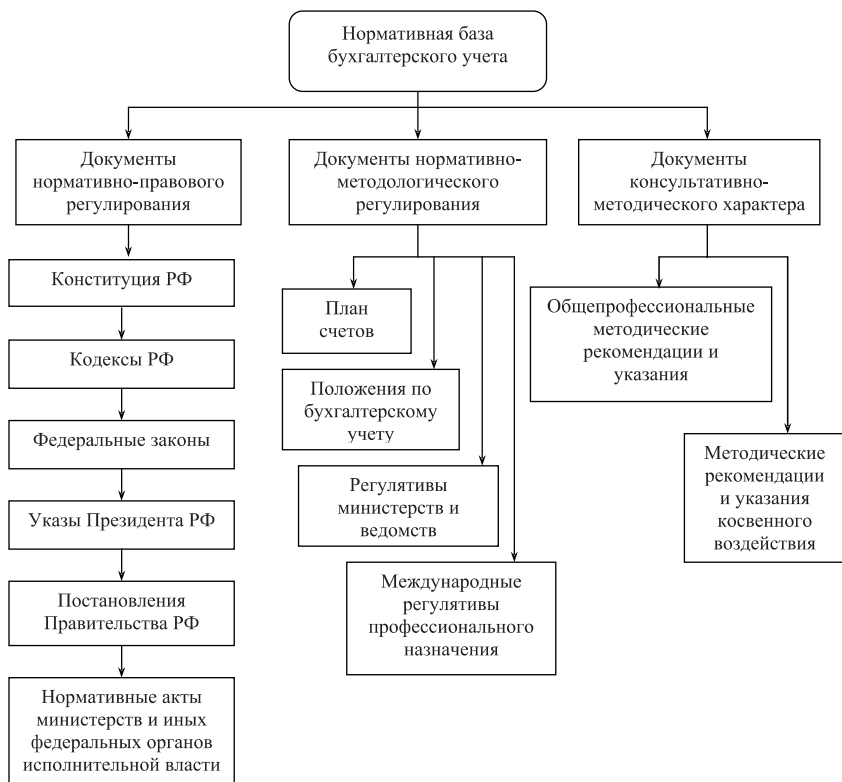 Нормативная база
бухгалтерского учета
Документы
нормативно-правового
регулирования
Документы нормативно-
методологического
регулирования
Документы
консультативно-
методического характера
Конституция РФ
Кодексы РФ
Федеральные законы
Указы Президента РФ
Постановления
Правительства РФ
Нормативные акты
министерств и иных
федеральных органов
исполнительной власти
План
счетов
Положения по
бухгалтерскому
учету
Регулятивы
министерств и
ведомств
Международные
регулятивы
профессионального
назначения
Общепрофессиональные
методические
рекомендации и
указания
Методические
рекомендации
и указания
косвенного
воздействия